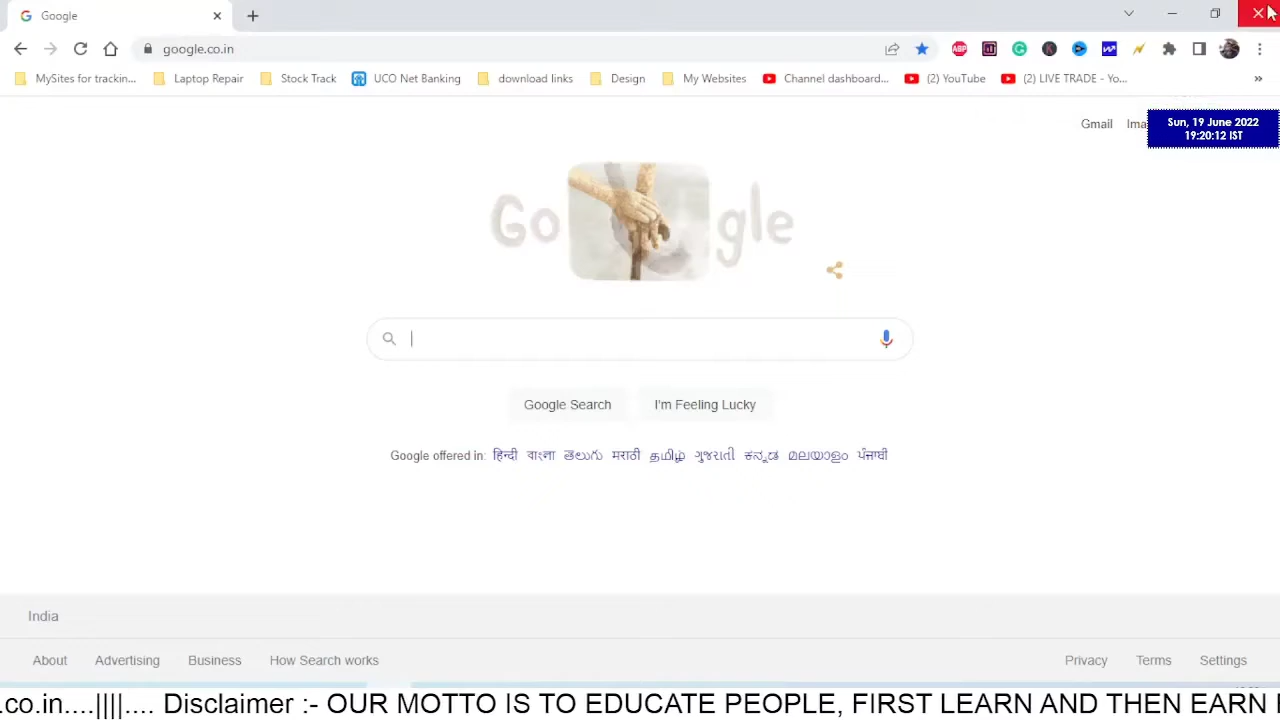 Google
google.co.in
MySites for trackin... Laptop Repair Stock Track UCO Net Banking download links Design My Websites Channel dashboard... (2) YouTube (2) LIVE TRADE - Yo... »
Gmail Ima
Sun, 19 June 2022
19:20:12 IST
Go gle
Google Search I'm Feeling Lucky
Google offered in: हिन्दी বাংলা తెలుగు मराठी தமிழ் ગુજરાતી ಕನ್ನಡ മലയാളം ਪੰਜਾਬੀ
India
About Advertising Business How Search works Privacy Terms Settings
.co.in....||||.... Disclaimer :- OUR MOTTO IS TO EDUCATE PEOPLE, FIRST LEARN AND THEN EARN